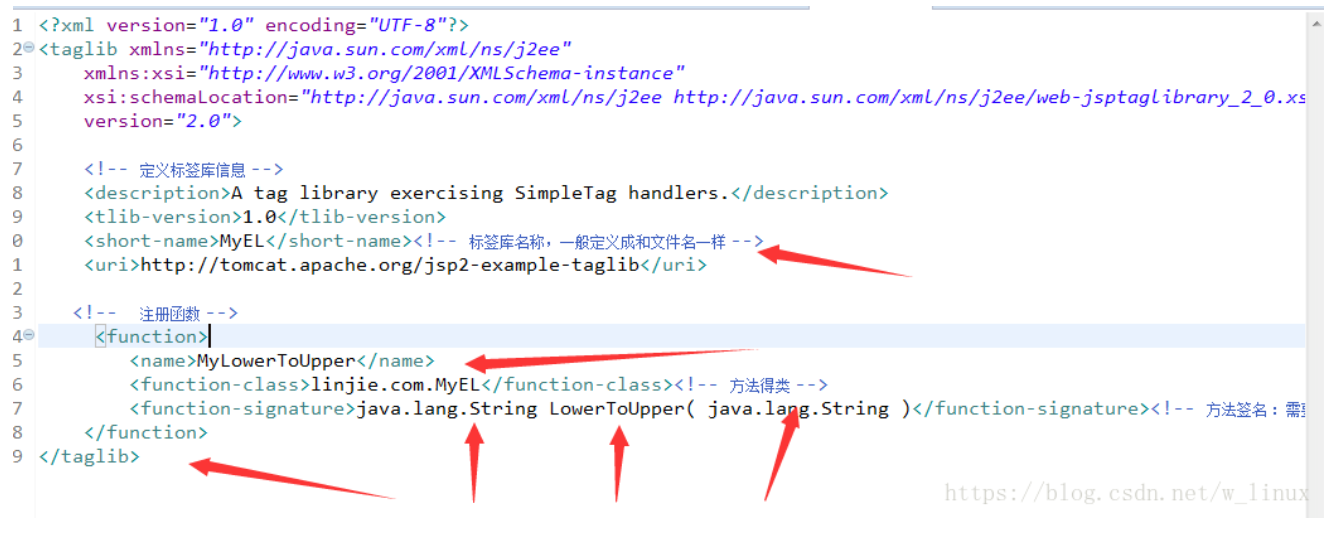 1 <?xml version="1.0" encoding="UTF-8"?>
2 <taglib xmlns="http://java.sun.com/xml/ns/j2ee"
3 xmlns:xsi="http://www.w3.org/2001/XMLSchema-instance"
4 xsi:schemaLocation="http://java.sun.com/xml/ns/j2ee http://java.sun.com/xml/ns/j2ee/web-jsptaglibrary_2_0.xs
5 version="2.0">
6
7 <!-- 定义标签库信息 -->
8 <description>A tag library exercising SimpleTag handlers.</description>
9 <tlib-version>1.0</tlib-version>
0 <short-name>MyEL</short-name><!-- 标签库名称，一般定义成和文件名一样 -->
1 <uri>http://tomcat.apache.org/jsp2-example-taglib</uri>
2
3 <!-- 注册函数 -->
4 <function>
5 <name>MyLowerToUpper</name>
6 <function-class>linjie.com.MyEL</function-class><!-- 方法得类 -->
7 <function-signature>java.lang.String LowerToUpper( java.lang.String )</function-signature><!-- 方法签名：需
8 </function>
9 </taglib>
https://blog.csdn.net/w_linux